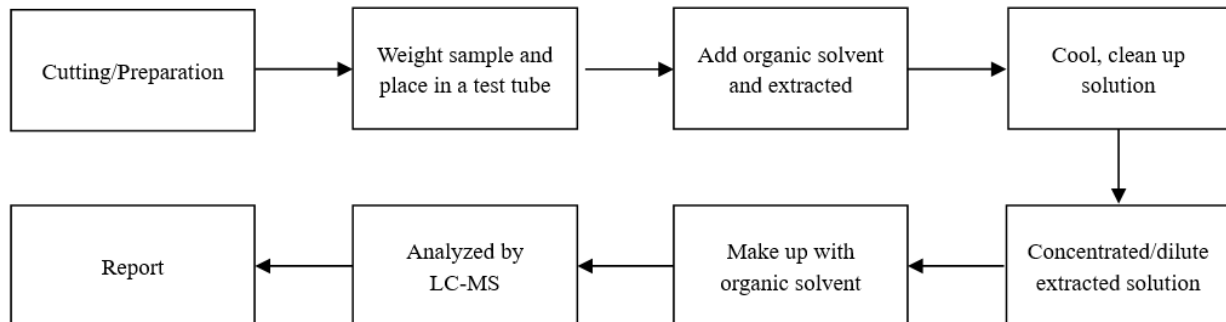 Cutting/Preparation
Weight sample and
place in a test tube
Add organic solvent
and extracted
Cool, clean up
solution
Concentrated/dilute
extracted solution
Make up with
organic solvent
Analyzed by
LC-MS
Report